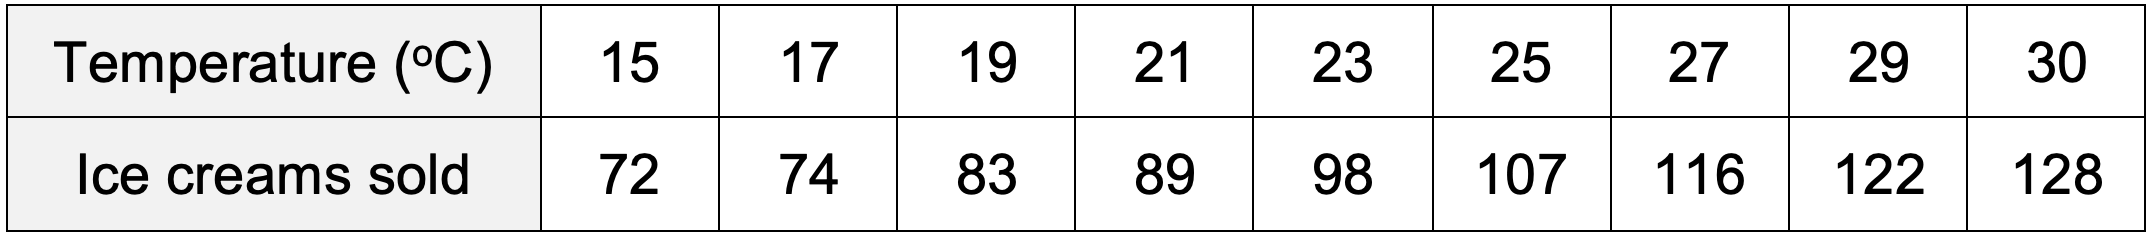 Temperature (ºC) 15 17 19 21 23 25 27 29 30
Ice creams sold 72 74 83 89 98 107 116 122 128